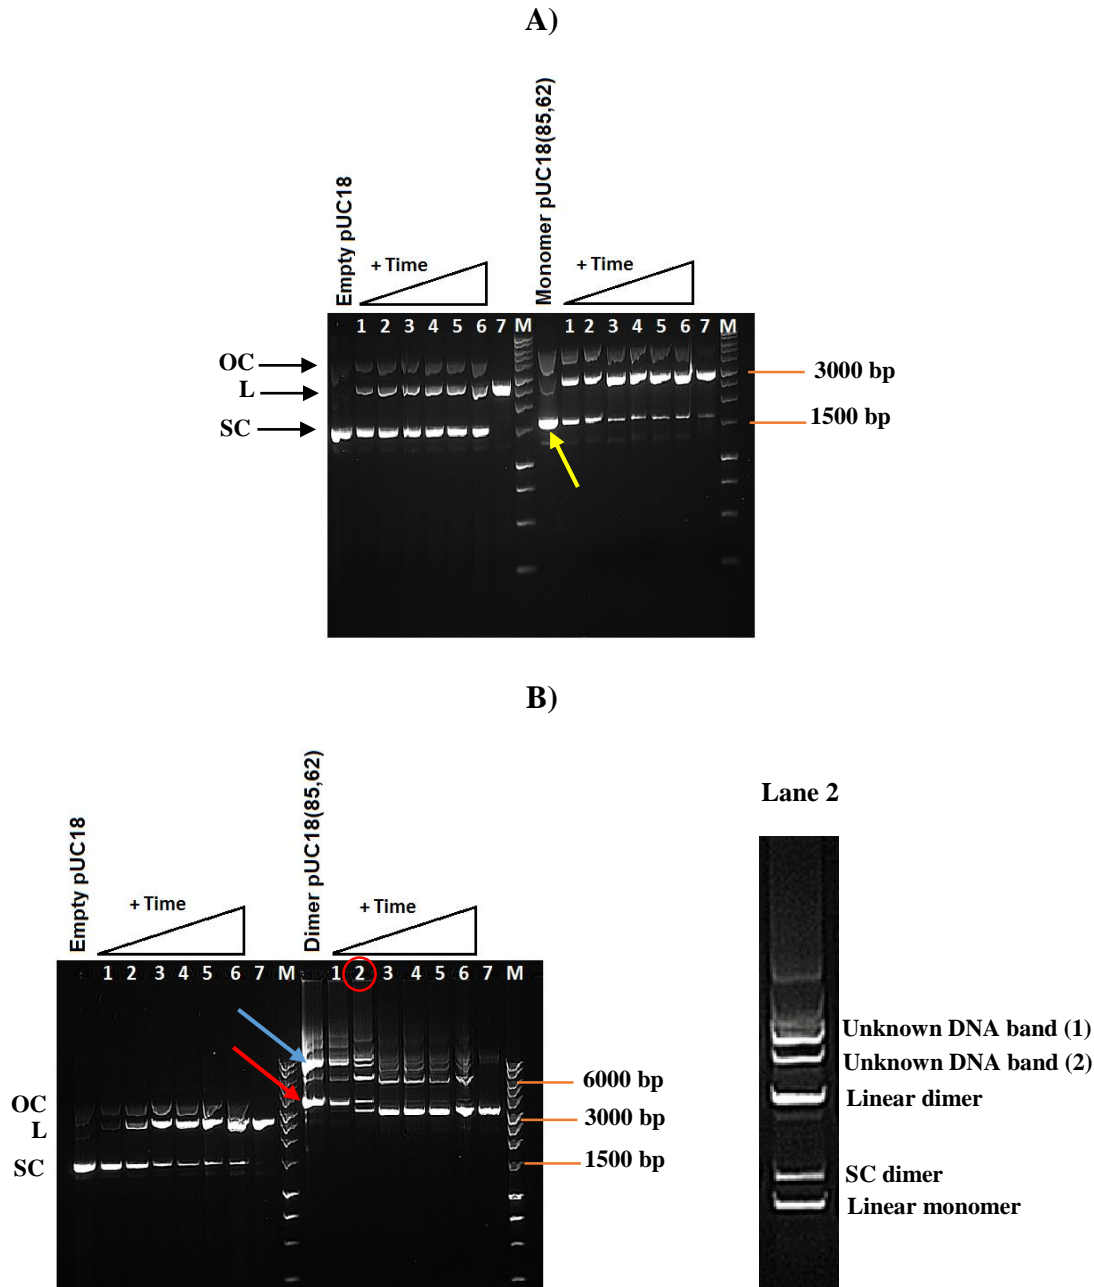 A)
Empty pUC18
+ Time
Monomer pUC18(85,62)
+ Time
1 2 3 4 5 6 7 M 1 2 3 4 5 6 7 M
OC
L
SC
3000 bp
1500 bp
B)
Empty pUC18
+ Time
Dimer pUC18(85,62)
+ Time
1 2 3 4 5 6 7 M 1 2 3 4 5 6 7 M
OC
L
SC
6000 bp
3000 bp
1500 bp
Lane 2
Unknown DNA band (1)
Unknown DNA band (2)
Linear dimer
SC dimer
Linear monomer